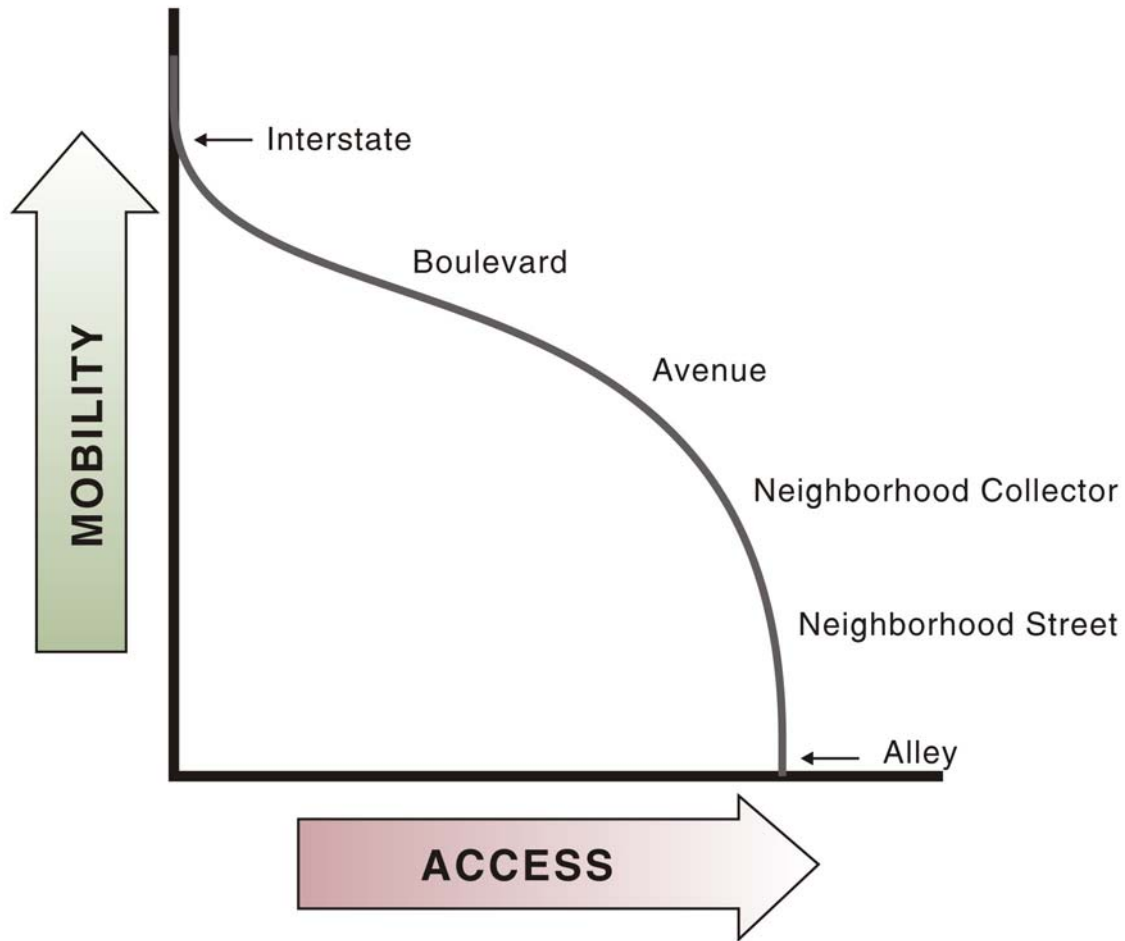 Interstate
Boulevard
MOBILITY
Avenue
Neighborhood Collector
Neighborhood Street
Alley
ACCESS